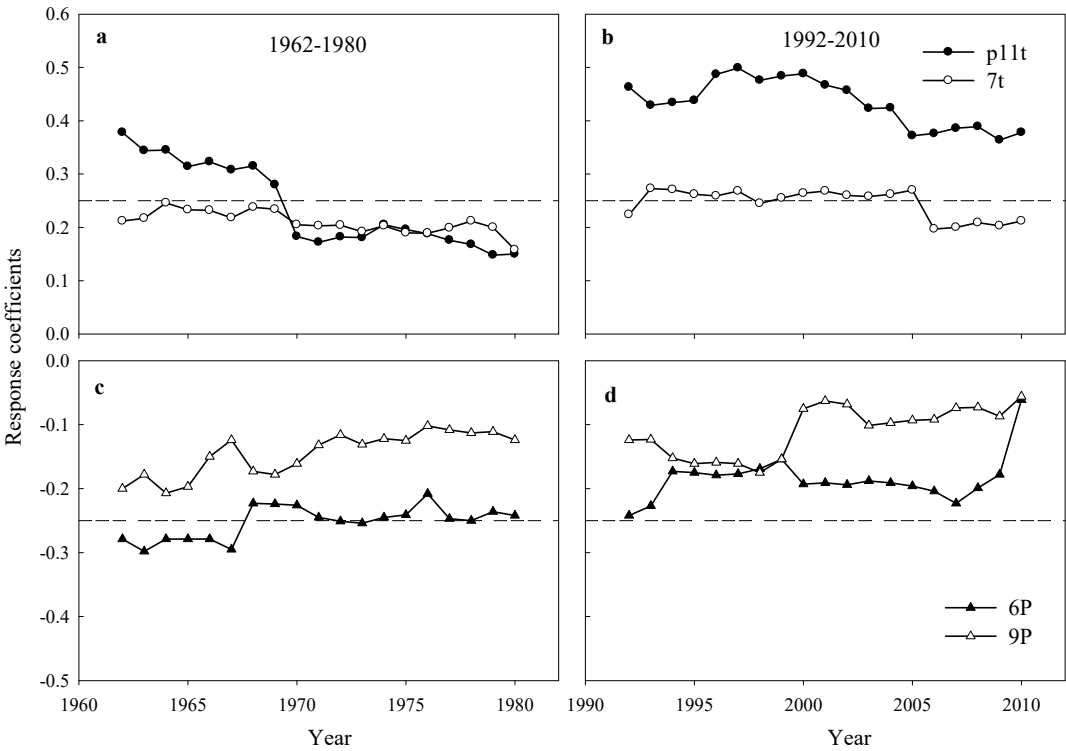 0.6
0.5
0.4
0.3
0.2
0.1
0.0
a
1962-1980
b
1992-2010
p11t
7t
Response coefficients
0.0
-0.1
-0.2
-0.3
-0.4
-0.5
c
d
6P
9P
1960 1965 1970 1975 1980
1990 1995 2000 2005 2010
Year
Year